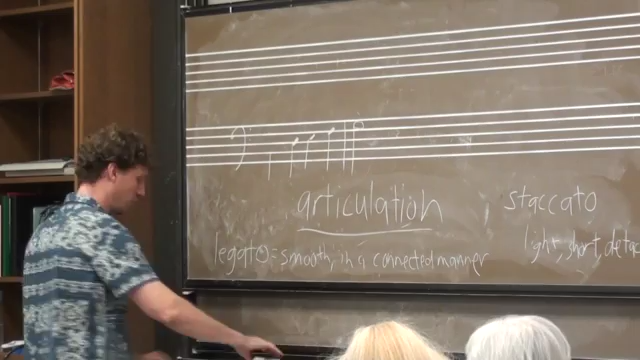 articulation
staccato
legato = smooth, in a connected manner
light, short, detac